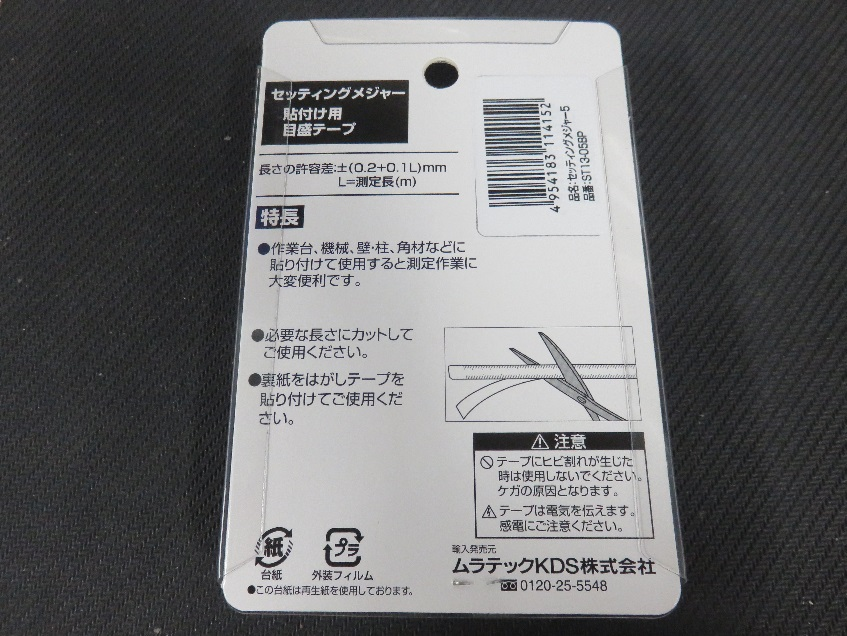 セッティングメジャー
貼付け用
目盛テープ
長さの許容差:±(0.2+0.1L)mm
L=測定長(m)
4 954183 114152
品名:セッティングメジャー5
品番:ST13-05BP
特長
●作業台、機械、壁・柱、角材などに
貼り付けて使用すると測定作業に
大変便利です。
●必要な長さにカットして
ご使用ください。
●裏紙をはがしテープを
貼り付けてご使用くだ
さい。
注意
テープにヒビ割れが生じた
時は使用しないでください。
ケガの原因となります。
テープは電気を伝えます。
感電にご注意ください。
紙
台紙
プラ
外装フィルム
●この台紙は再生紙を使用しております。
輸入発売元
ムラテックKDS株式会社
0120-25-5548